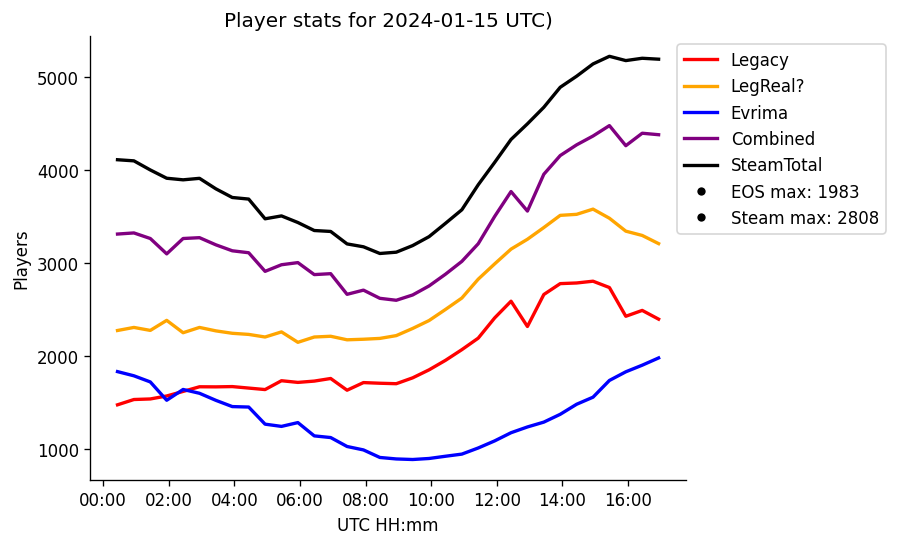 Player stats for 2024-01-15 UTC)
Players
5000
4000
3000
2000
1000
00:00 02:00 04:00 06:00 08:00 10:00 12:00 14:00 16:00
UTC HH:mm
Legacy
LegReal?
Evrima
Combined
SteamTotal
EOS max: 1983
Steam max: 2808